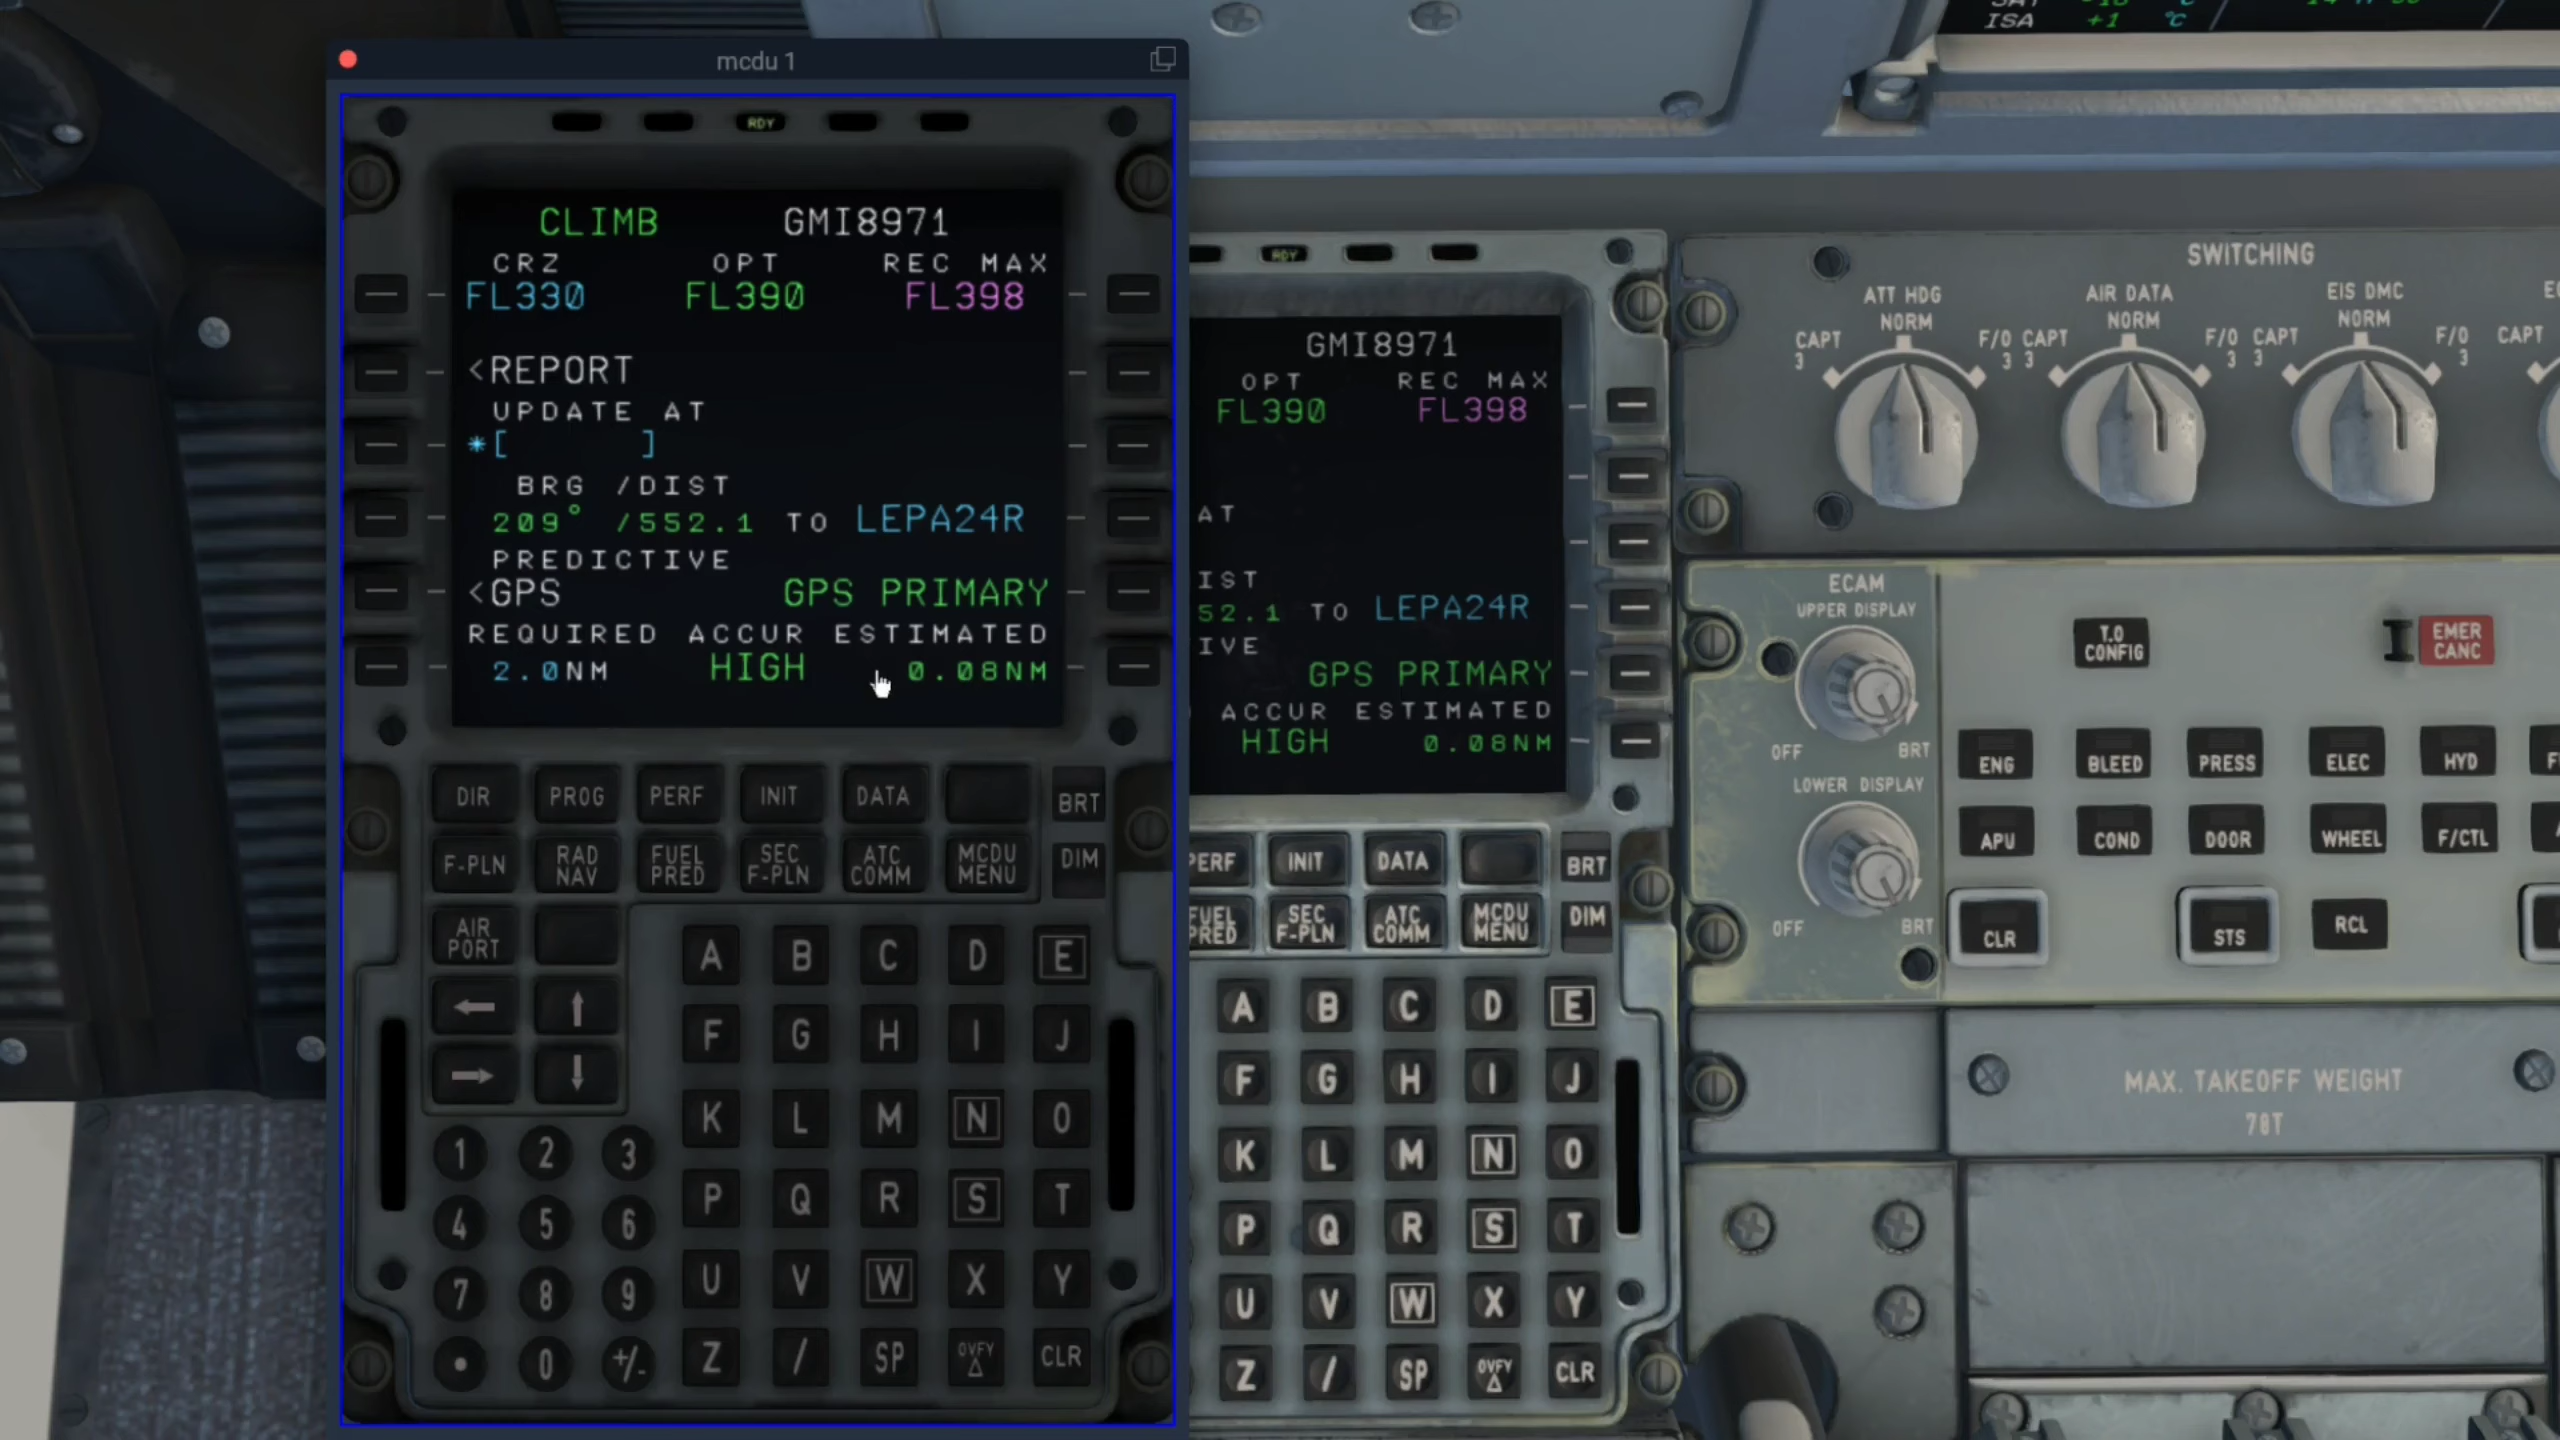 mcdu 1
RDY
CLIMB GMI8971
CRZ OPT REC MAX
FL330 FL390 FL398
<REPORT
UPDATE AT
*[ ]
BRG /DIST
209° /552.1 TO LEPA24R
PREDICTIVE
<GPS GPS PRIMARY
REQUIRED ACCUR ESTIMATED
2.0NM HIGH 0.08NM
DIR PROG PERF INIT DATA BRT
F-PLN RAD NAV FUEL PRED SEC F-PLN ATC COMM MCDU MENU DIM
AIR PORT
A B C D E
F G H I J
K L M N O
1 2 3
P Q R S T
4 5 6
U V W X Y
7 8 9
Z / SP OVFY Δ CLR
. 0 +/-
RDY
GMI8971
OPT REC MAX
FL390 FL398
AT
IST
52.1 TO LEPA24R
IVE
GPS PRIMARY
ACCUR ESTIMATED
HIGH 0.08NM
PERF INIT DATA BRT
FUEL PRED SEC F-PLN ATC COMM MCDU MENU DIM
A B C D E
F G H I J
K L M N O
P Q R S T
U V W X Y
Z / SP OVFY Δ CLR
ISA +1 °C
SWITCHING
ATT HDG AIR DATA EIS DMC
NORM NORM NORM
CAPT 3 F/O 3 CAPT 3 F/O 3 CAPT 3 F/O 3 CAPT
ECAM
UPPER DISPLAY
OFF BRT
LOWER DISPLAY
OFF BRT
T.O CONFIG
EMER CANC
ENG BLEED PRESS ELEC HYD
APU COND DOOR WHEEL F/CTL
CLR STS RCL
MAX. TAKEOFF WEIGHT
78T